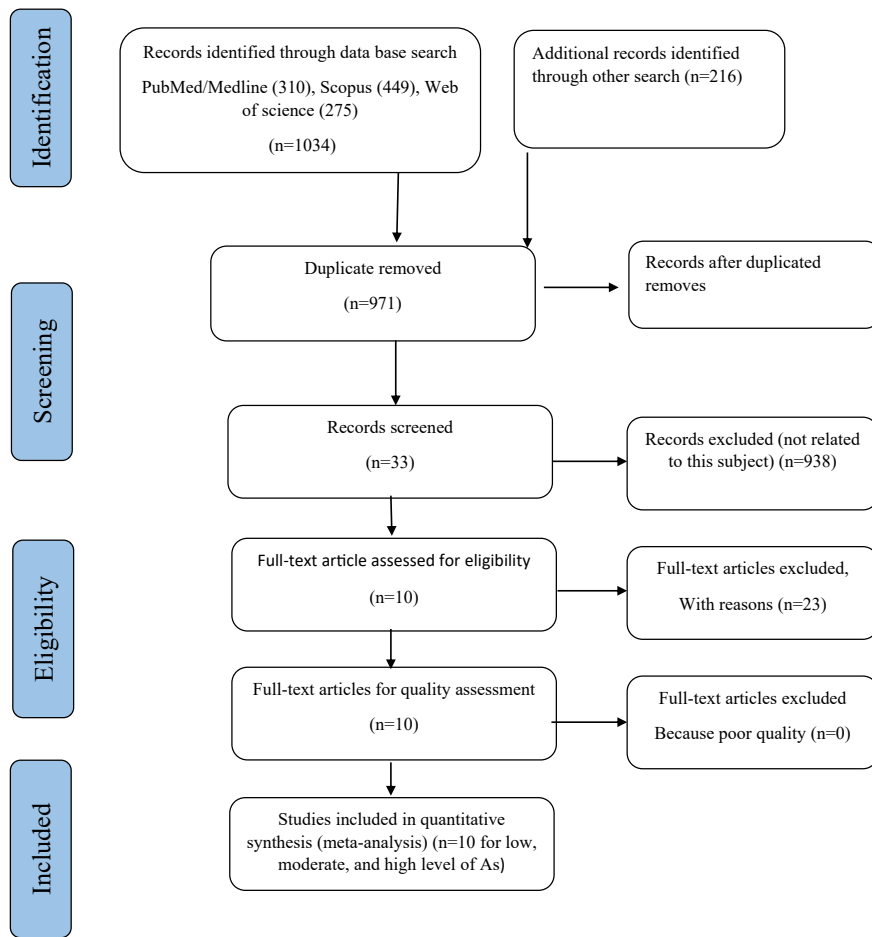 Identification
Records identified through data base search
PubMed/Medline (310), Scopus (449), Web
of science (275)
(n=1034)
Additional records identified
through other search (n=216)
Screening
Duplicate removed
(n=971)
Records after duplicated
removes
Records screened
(n=33)
Records excluded (not related
to this subject) (n=938)
Eligibility
Full-text article assessed for eligibility
(n=10)
Full-text articles excluded,
With reasons (n=23)
Full-text articles for quality assessment
(n=10)
Full-text articles excluded
Because poor quality (n=0)
Included
Studies included in quantitative
synthesis (meta-analysis) (n=10 for low,
moderate, and high level of As)